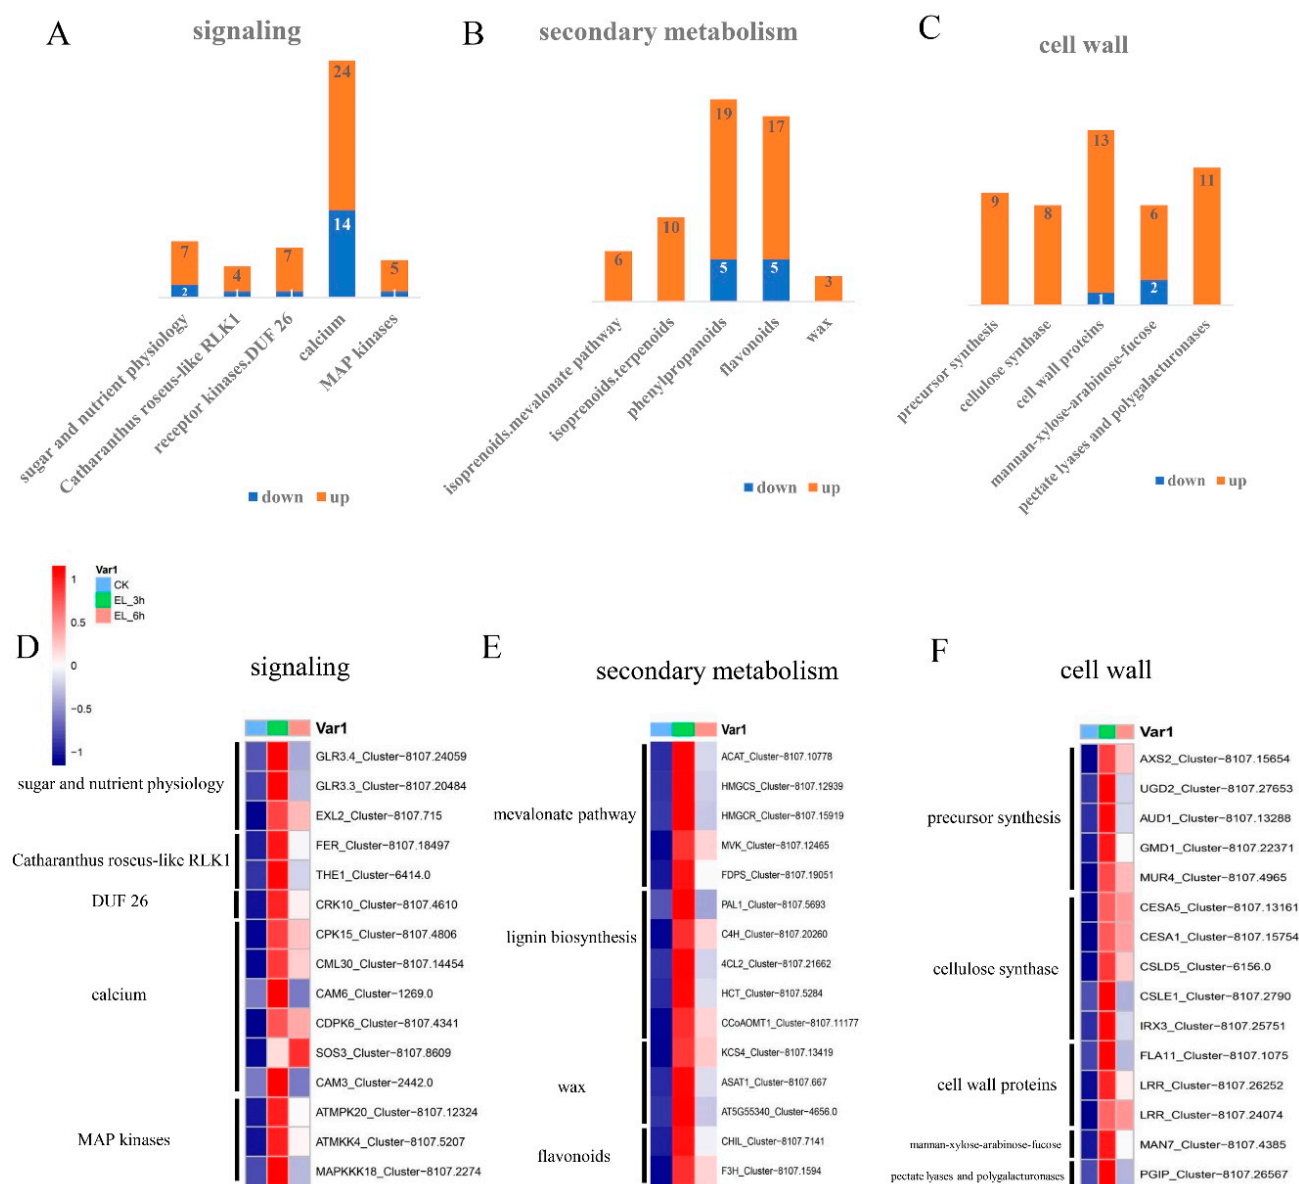 A
signaling
24
14
7
2
4
1
7
1
5
1
sugar and nutrient physiology
Catharanthus roseus-like RLK1
receptor kinases.DUF 26
calcium
MAP kinases
down
up
B
secondary metabolism
6
10
19
5
17
5
3
isoprenoids.mevalonate pathway
isoprenoids.terpenoids
phenylpropanoids
flavonoids
wax
down
up
C
cell wall
9
8
13
1
6
2
11
precursor synthesis
cellulose synthase
cell wall proteins
mannan-xylose-arabinose-fucose
pectate lyases and polygalacturonases
down
up
1
0.5
0
−0.5
−1
Var1
CK
EL_3h
EL_6h
D
signaling
Var1
sugar and nutrient physiology
Catharanthus roseus-like RLK1
DUF 26
calcium
MAP kinases
GLR3.4_Cluster−8107.24059
GLR3.3_Cluster−8107.20484
EXL2_Cluster−8107.715
FER_Cluster−8107.18497
THE1_Cluster−6414.0
CRK10_Cluster−8107.4610
CPK15_Cluster−8107.4806
CML30_Cluster−8107.14454
CAM6_Cluster−1269.0
CDPK6_Cluster−8107.4341
SOS3_Cluster−8107.8609
CAM3_Cluster−2442.0
ATMPK20_Cluster−8107.12324
ATMKK4_Cluster−8107.5207
MAPKKK18_Cluster−8107.2274
E
secondary metabolism
Var1
mevalonate pathway
lignin biosynthesis
wax
flavonoids
ACAT_Cluster−8107.10778
HMGCS_Cluster−8107.12939
HMGCR_Cluster−8107.15919
MVK_Cluster−8107.12465
FDPS_Cluster−8107.19051
PAL1_Cluster−8107.5693
C4H_Cluster−8107.20260
4CL2_Cluster−8107.21662
HCT_Cluster−8107.5284
CCoAOMT1_Cluster−8107.11177
KCS4_Cluster−8107.13419
ASAT1_Cluster−8107.667
AT5G55340_Cluster−4656.0
CHIL_Cluster−8107.7141
F3H_Cluster−8107.1594
F
cell wall
Var1
precursor synthesis
cellulose synthase
cell wall proteins
mannan-xylose-arabinose-fucose
pectate lyases and polygalacturonases
AXS2_Cluster−8107.15654
UGD2_Cluster−8107.27653
AUD1_Cluster−8107.13288
GMD1_Cluster−8107.22371
MUR4_Cluster−8107.4965
CESA5_Cluster−8107.13161
CESA1_Cluster−8107.15754
CSLD5_Cluster−6156.0
CSLE1_Cluster−8107.2790
IRX3_Cluster−8107.25751
FLA11_Cluster−8107.1075
LRR_Cluster−8107.26252
LRR_Cluster−8107.24074
MAN7_Cluster−8107.4385
PGIP_Cluster−8107.26567